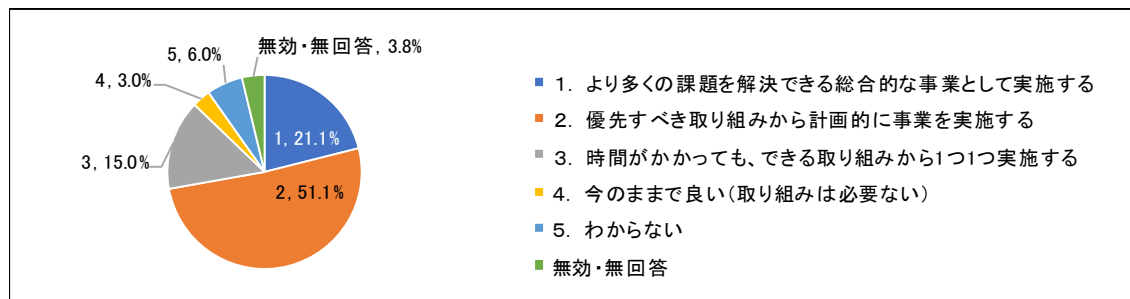 無効・無回答, 3.8%
5, 6.0%
4, 3.0%
1, 21.1%
3, 15.0%
2, 51.1%
1. より多くの課題を解決できる総合的な事業として実施する
2. 優先すべき取り組みから計画的に事業を実施する
3. 時間がかかっても、できる取り組みから1つ1つ実施する
4. 今のままで良い(取り組みは必要ない)
5. わからない
無効・無回答